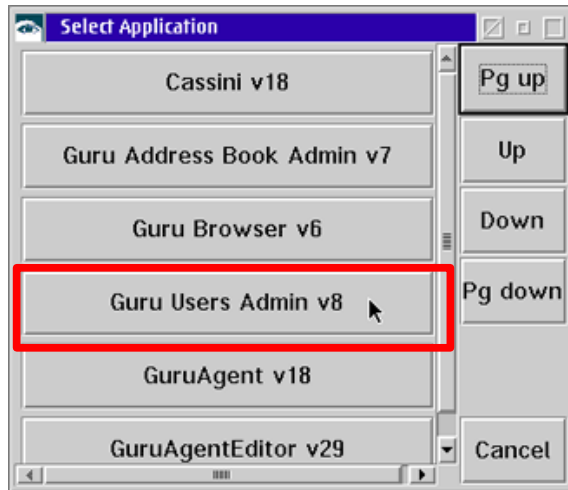 Select Application
Cassini v18
Guru Address Book Admin v7
Guru Browser v6
Guru Users Admin v8
GuruAgent v18
GuruAgentEditor v29
Pg up
Up
Down
Pg down
Cancel